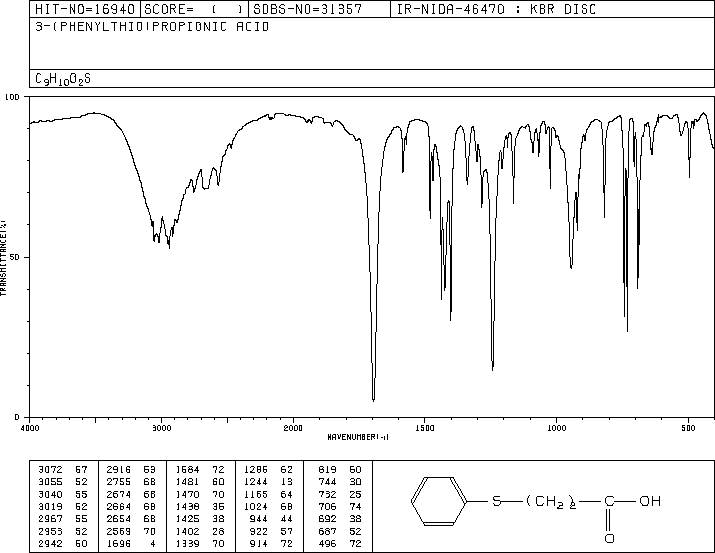 HIT-NO=16940 SCORE= ( ) SDBS-NO=31357 IR-NIDA-46470 : KBR DISC
3-(PHENYLTHIO)PROPIONIC ACID
C9H10O2S
100
50
0
TRANSMITTANCE(%)
4000 3000 2000 1500 1000 500
WAVENUMBER(-1)
3072 57 2916 59 1584 72 1286 62 819 60
3055 52 2755 68 1481 60 1244 13 744 30
3040 55 2674 68 1470 70 1165 64 732 25
3019 52 2664 68 1438 35 1024 68 706 74
2967 55 2654 68 1425 38 944 44 692 38
2953 52 2569 70 1402 28 922 57 687 52
2942 50 1696 4 1339 70 914 72 496 72
S (CH2)2 C OH
O